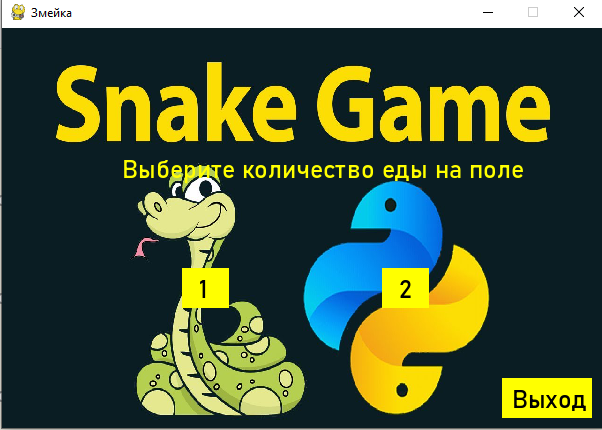 Змейка
Snake Game
Выберите количество еды на поле
1 2
Выход